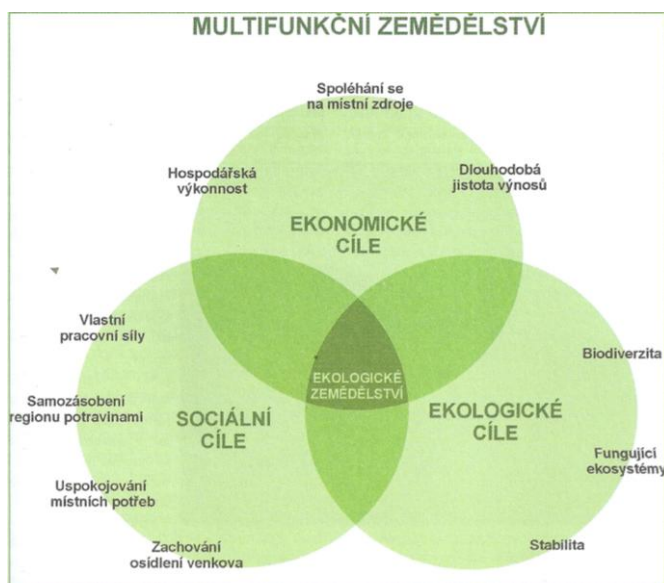 MULTIFUNKČNÍ ZEMĚDĚLSTVÍ
Spoléhání se
na místní zdroje
Hospodářská
výkonnost
Dlouhodobá
jistota výnosů
EKONOMICKÉ
CÍLE
Vlastní
pracovní síly
Samozásobení
regionu potravinami
Uspokojování
místních potřeb
Zachování
osídlení venkova
SOCIÁLNÍ
CÍLE
EKOLOGICKÉ
ZEMĚDĚLSTVÍ
EKOLOGICKÉ
CÍLE
Biodiverzita
Fungující
ekosystémy
Stabilita